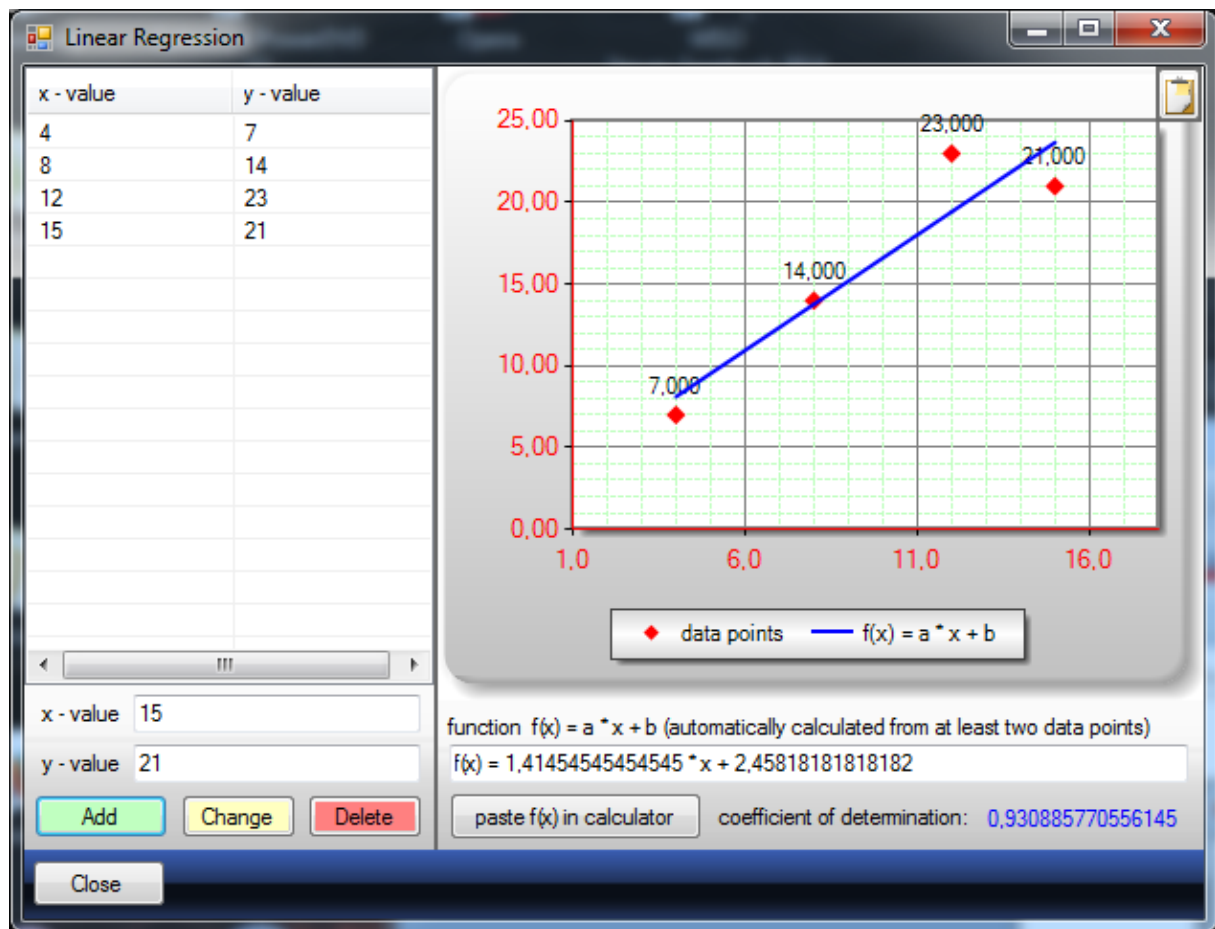 Linear Regression
x - value y - value
4 7
8 14
12 23
15 21
x - value 15
y - value 21
Add Change Delete
25,00
20,00
15,00
10,00
5,00
0,00
1,0 6,0 11,0 16,0
23,000
21,000
14,000
7,000
data points f(x) = a * x + b
function f(x) = a * x + b (automatically calculated from at least two data points)
f(x) = 1,41454545454545 * x + 2,45818181818182
paste f(x) in calculator coefficient of determination: 0,930885770556145
Close